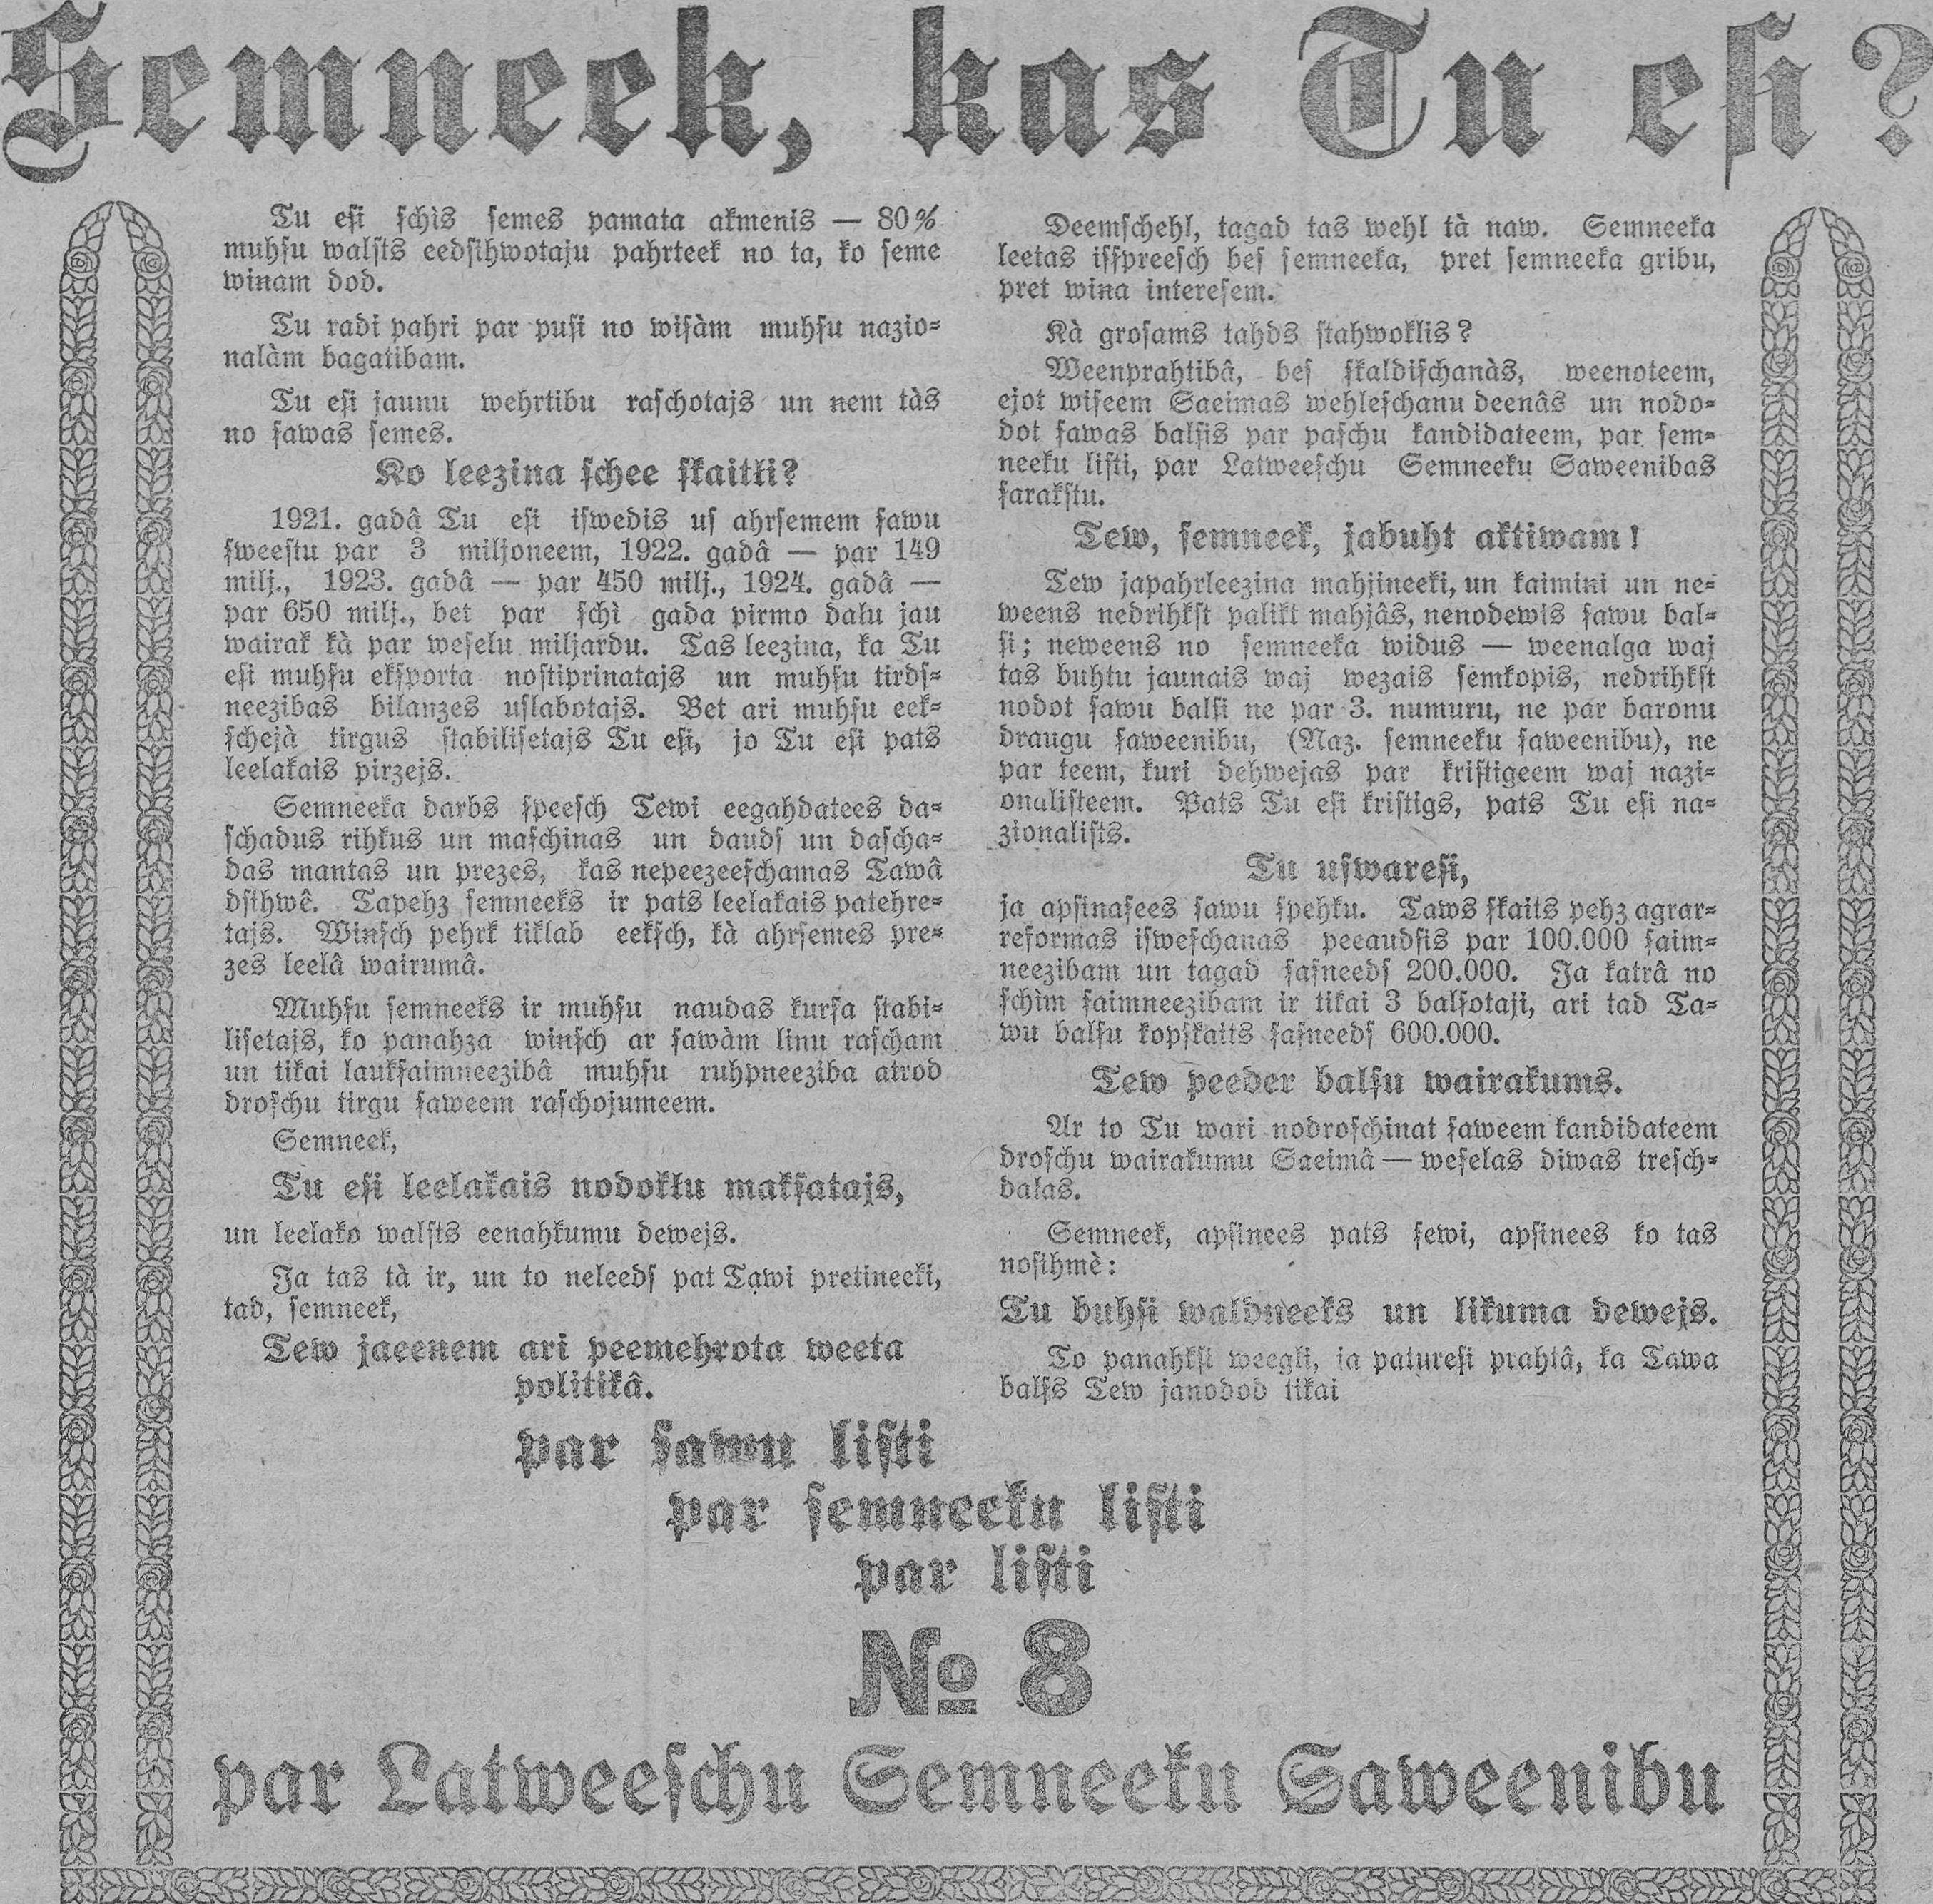 Semneek, kas Tu esi?
Tu esi schìs semes pamata akmenis — 80%
muhsu walsts eedsihwotaju pahrteek no ta, ko seme
winam dod.
Tu radi pahri par pusi no wisàm muhsu nazio-
nalàm bagatibam.
Tu esi jaunu wehrtibu raschotajs un nem tàs
no sawas semes.
Ko leezina schee skaitli?
1921. gadâ Tu esi iswedis us ahrsemem sawu
sweestu par 3 miljoneem, 1922. gadâ — par 149
milj., 1923. gadâ — par 450 milj., 1924. gadâ —
par 650 milj., bet par schì gada pirmo dalu jau
wairak kà par weselu miljardu. Tas leezina, ka Tu
esi muhsu eksporta nostiprinatajs un muhsu tirds-
neezibas bilanzes uslabotajs. Bet ari muhsu eek-
schejà tirgus stabilisetajs Tu esi, jo Tu esi pats
leelakais pirzejs.
Semneeka darbs speesch Tewi eegahdatees da-
schadus rihkus un maschinas un dauds un dascha-
das mantas un prezes, kas nepeezeeschamas Tawâ
dsihwê. Tapehz semneeks ir pats leelakais patehre-
tajs. Winsch pehrk tiklab eeksch, kà ahrsemes pre-
zes leelâ wairumâ.
Muhsu semneeks ir muhsu naudas kursa stabi-
lisetajs, ko panahza winsch ar sawàm linu rascham
un tikai lauksaimneezibâ muhsu ruhpneeziba atrod
droschu tirgu saweem raschojumeem.
Semneek,
Tu esi leelakais nodoklu maksatajs,
un leelako walsts eenahkumu dewejs.
Ja tas tà ir, un to neleeds pat Tawi pretineeki,
tad, semneek,
Tew jaeenem ari peemehrota weeta
politikâ.
Deemschehl, tagad tas wehl tà naw. Semneeka
leetas isspreesch bes semneeka, pret semneeka gribu,
pret wina interesem.
Kà grosams tahds stahwoklis?
Weenprahtibâ, bes skaldischanàs, weenoteem,
ejot wiseem Saeimas wehleschanu deenâs un nodo-
dot sawas balsis par paschu kandidateem, par sem-
neeku listi, par Latweeschu Semneeku Saweenibas
sarakstu.
Tew, semneek, jabuht aktiwam!
Tew japahrleezina mahjineeki, un kaimini un ne-
weens nedrihkst palikt mahjâs, nenodewis sawu bal-
si; neweens no semneeka widus — weenalga waj
tas buhtu jaunais waj wezais semkopis, nedrihkst
nodot sawu balsi ne par 3. numuru, ne par baronu
draugu saweenibu, (Naz. semneeku saweenibu), ne
par teem, kuri dehwejas par kristigeem waj nazi-
onalisteem. Pats Tu esi kristigs, pats Tu esi na-
zionalists.
Tu uswaresi,
ja apsinasees sawu spehku. Taws skaits pehz agrar-
reformas isweschanas peeaudsis par 100.000 saim-
neezibam un tagad sasneeds 200.000. Ja katrâ no
schìm saimneezibam ir tikai 3 balsotaji, ari tad Ta-
wu balsu kopskaits sasneeds 600.000.
Tew peeder balsu wairakums.
Ar to Tu wari nodroschinat saweem kandidateem
droschu wairakumu Saeimâ — weselas diwas tresch-
dalas.
Semneek, apsinees pats sewi, apsinees ko tas
nosihmè:
Tu buhsi waldneeks un likuma dewejs.
To panahksi weegli, ja paturesi prahtâ, ka Tawa
balss Tew janodod tikai
par sawu listi
par semneeku listi
par listi
№ 8
par Latweeschu Semneeku Saweenibu